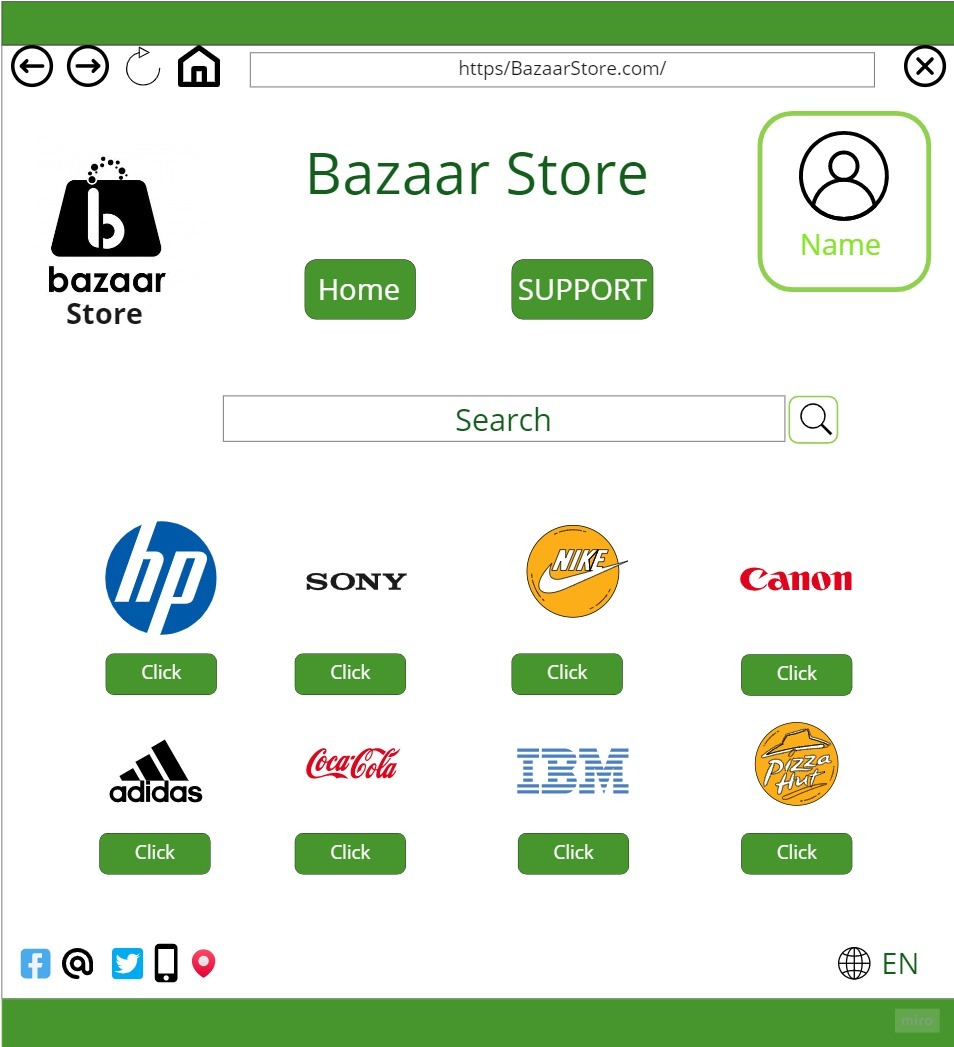 https/BazaarStore.com/
Bazaar Store
Name
b
bazaar
Store
Home
SUPPORT
Search
hp
SONY
NIKE
Canon
Click
Click
Click
Click
adidas
Coca-Cola
IBM
Pizza
Hut
Click
Click
Click
Click
EN
miro